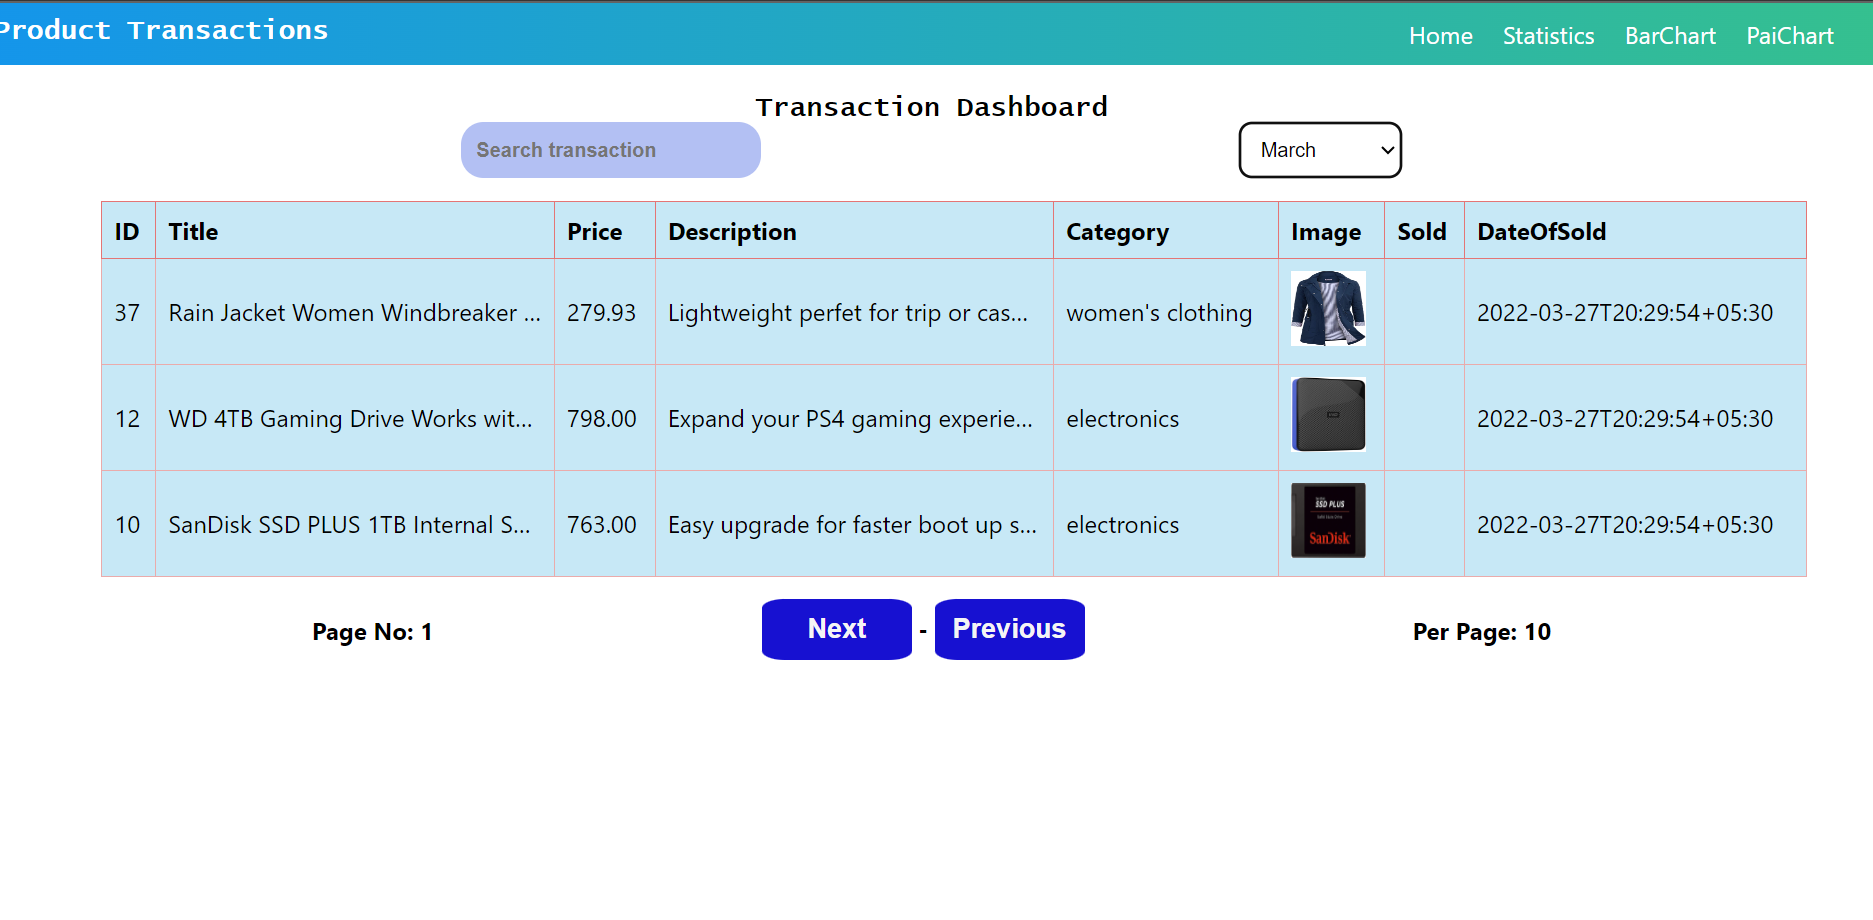 Product Transactions
Home Statistics BarChart PaiChart
Transaction Dashboard
Search transaction
March
ID Title Price Description Category Image Sold DateOfSold
37 Rain Jacket Women Windbreaker ... 279.93 Lightweight perfet for trip or cas... women's clothing 2022-03-27T20:29:54+05:30
12 WD 4TB Gaming Drive Works wit... 798.00 Expand your PS4 gaming experie... electronics 2022-03-27T20:29:54+05:30
10 SanDisk SSD PLUS 1TB Internal S... 763.00 Easy upgrade for faster boot up s... electronics 2022-03-27T20:29:54+05:30
SSD PLUS
SanDisk
Page No: 1
Next - Previous
Per Page: 10